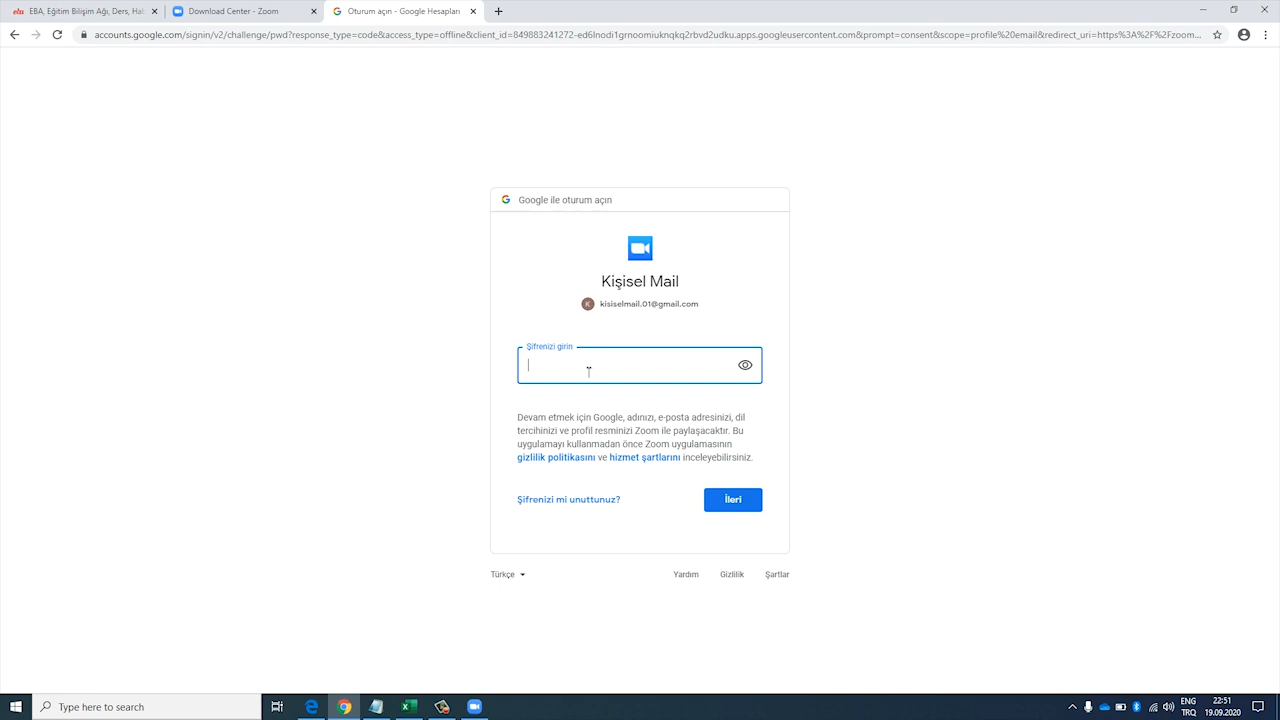 EBA, Eğitim Bilişim Ağı, Ders, Hab
Download Center - Zoom
Oturum açın - Google Hesapları
accounts.google.com/signin/v2/challenge/pwd?response_type=code&access_type=offline&client_id=849883241272-ed6lnodi1grnoomiuknqkq2rbvd2udku.apps.googleusercontent.com&prompt=consent&scope=profile%20email&redirect_uri=https%3A%2F%2Fzoom...
Google ile oturum açın
Kişisel Mail
K
kisiselmail.01@gmail.com
Şifrenizi girin
Devam etmek için Google, adınızı, e-posta adresinizi, dil
tercihinizi ve profil resminizi Zoom ile paylaşacaktır. Bu
uygulamayı kullanmadan önce Zoom uygulamasının
gizlilik politikasını ve hizmet şartlarını inceleyebilirsiniz.
Şifrenizi mi unuttunuz?
İleri
Türkçe
Yardım
Gizlilik
Şartlar
Type here to search
ENG
TRQ
22:51
19.09.2020